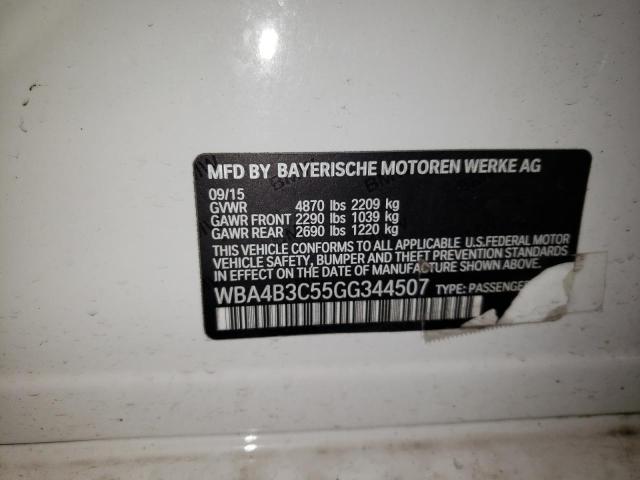 MFD BY BAYERISCHE MOTOREN WERKE AG
09/15
GVWR 4870 lbs 2209 kg
GAWR FRONT 2290 lbs 1039 kg
GAWR REAR 2690 lbs 1220 kg
THIS VEHICLE CONFORMS TO ALL APPLICABLE U.S.FEDERAL MOTOR
VEHICLE SAFETY, BUMPER AND THEFT PREVENTION STANDARDS
IN EFFECT ON THE DATE OF MANUFACTURE SHOWN ABOVE.
WBA4B3C55GG344507 TYPE: PASSENGER